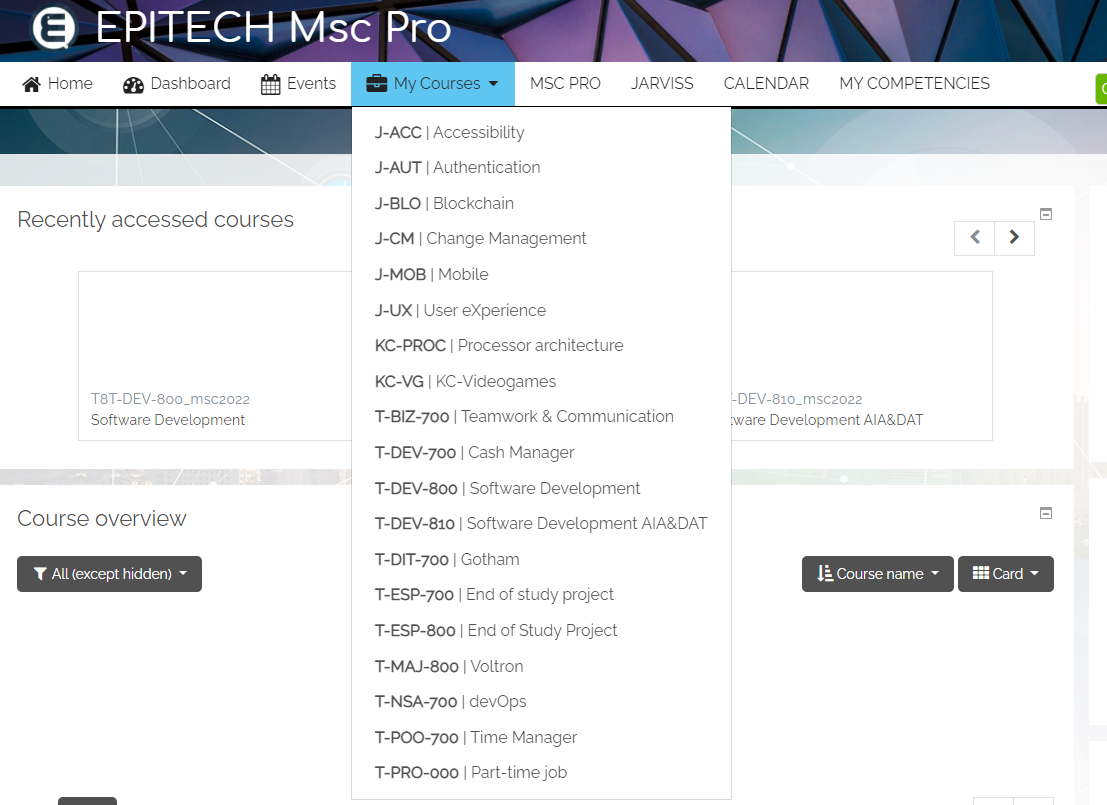 EPITECH Msc Pro
Home
Dashboard
Events
My Courses
MSC PRO
JARVISS
CALENDAR
MY COMPETENCIES
J-ACC | Accessibility
J-AUT | Authentication
J-BLO | Blockchain
J-CM | Change Management
J-MOB | Mobile
J-UX | User eXperience
KC-PROC | Processor architecture
KC-VG | KC-Videogames
T-BIZ-700 | Teamwork & Communication
T-DEV-700 | Cash Manager
T-DEV-800 | Software Development
T-DEV-810 | Software Development AIA&DAT
T-DIT-700 | Gotham
T-ESP-700 | End of study project
T-ESP-800 | End of Study Project
T-MAJ-800 | Voltron
T-NSA-700 | devOps
T-POO-700 | Time Manager
T-PRO-000 | Part-time job
Recently accessed courses
T8T-DEV-800_msc2022
Software Development
-DEV-810_msc2022
ware Development AIA&DAT
Course overview
All (except hidden)
Course name
Card